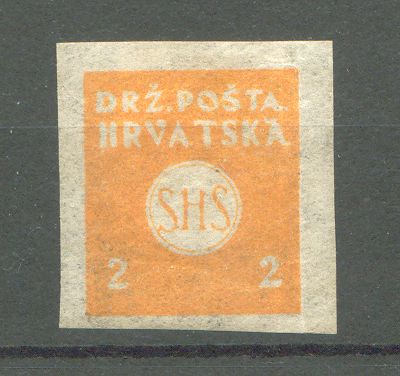 DRŽ. POŠTA
HRVATSKA
SHS
2 2